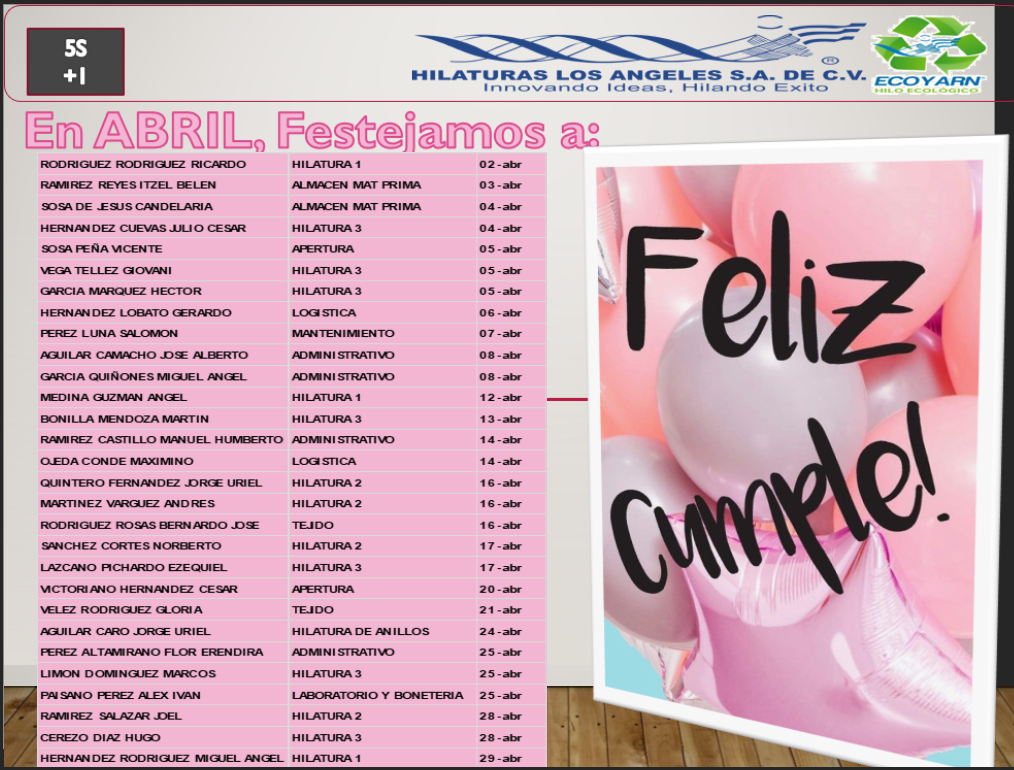 5S
+I
HILATURAS LOS ANGELES S.A. DE C.V.
®
Innovando Ideas, Hilando Exito
ECOYARN
HILO ECOLÓGICO
En ABRIL, Festejamos a:
RODRIGUEZ RODRIGUEZ RICARDO HILATURA 1 02-abr
RAMIREZ REYES ITZEL BELEN ALMACEN MAT PRIMA 03-abr
SOSA DE JESUS CANDELARIA ALMACEN MAT PRIMA 04-abr
HERNANDEZ CUEVAS JULIO CESAR HILATURA 3 04-abr
SOSA PEÑA VICENTE APERTURA 05-abr
VEGA TELLEZ GIOVANI HILATURA 3 05-abr
GARCIA MARQUEZ HECTOR HILATURA 3 05-abr
HERNANDEZ LOBATO GERARDO LOGISTICA 06-abr
PEREZ LUNA SALOMON MANTENIMIENTO 07-abr
AGUILAR CAMACHO JOSE ALBERTO ADMINISTRATIVO 08-abr
GARCIA QUIÑONES MIGUEL ANGEL ADMINISTRATIVO 08-abr
MEDINA GUZMAN ANGEL HILATURA 1 12-abr
BONILLA MENDOZA MARTIN HILATURA 3 13-abr
RAMIREZ CASTILLO MANUEL HUMBERTO ADMINISTRATIVO 14-abr
OJEDA CONDE MAXIMINO LOGISTICA 14-abr
QUINTERO FERNANDEZ JORGE URIEL HILATURA 2 16-abr
MARTINEZ VARGUEZ ANDRES HILATURA 2 16-abr
RODRIGUEZ ROSAS BERNARDO JOSE TEJIDO 16-abr
SANCHEZ CORTES NORBERTO HILATURA 2 17-abr
LAZCANO PICHARDO EZEQUIEL HILATURA 3 17-abr
VICTORIANO HERNANDEZ CESAR APERTURA 20-abr
VELEZ RODRIGUEZ GLORIA TEJIDO 21-abr
AGUILAR CARO JORGE URIEL HILATURA DE ANILLOS 24-abr
PEREZ ALTAMIRANO FLOR ERENDIRA ADMINISTRATIVO 25-abr
LIMON DOMINGUEZ MARCOS HILATURA 3 25-abr
PAISANO PEREZ ALEX IVAN LABORATORIO Y BONETERIA 25-abr
RAMIREZ SALAZAR JOEL HILATURA 2 28-abr
CEREZO DIAZ HUGO HILATURA 3 28-abr
HERNANDEZ RODRIGUEZ MIGUEL ANGEL HILATURA 1 29-abr
Feliz
Cumple!